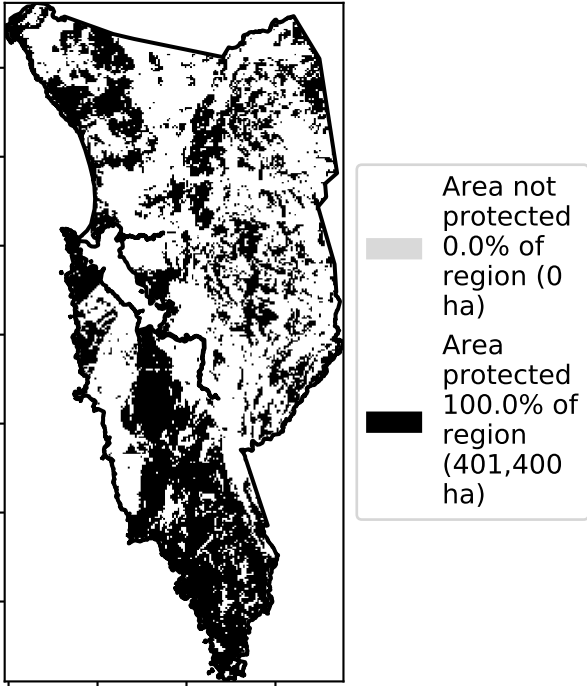 Area not
protected
0.0% of
region (0
ha)
Area
protected
100.0% of
region
(401,400
ha)